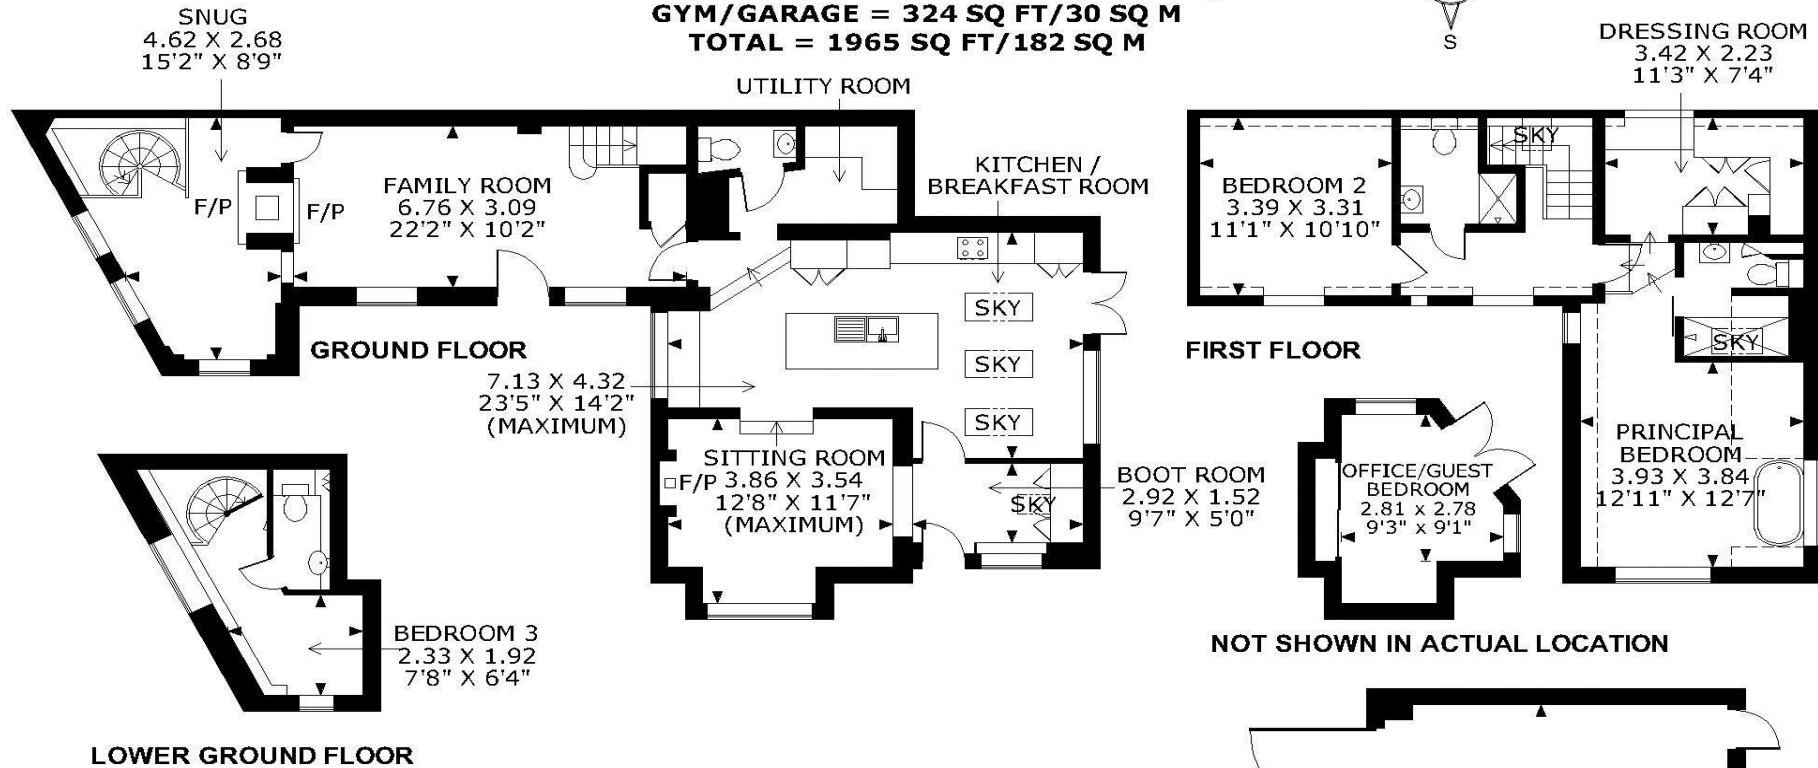 GYM/GARAGE = 324 SQ FT/30 SQ M
TOTAL = 1965 SQ FT/182 SQ M
S
SNUG
4.62 X 2.68
15'2" X 8'9"
UTILITY ROOM
DRESSING ROOM
3.42 X 2.23
11'3" X 7'4"
F/P
F/P
FAMILY ROOM
6.76 X 3.09
22'2" X 10'2"
KITCHEN /
BREAKFAST ROOM
SKY
SKY
SKY
7.13 X 4.32
23'5" X 14'2"
(MAXIMUM)
GROUND FLOOR
SITTING ROOM
F/P
3.86 X 3.54
12'8" X 11'7"
(MAXIMUM)
SKY
BOOT ROOM
2.92 X 1.52
9'7" X 5'0"
BEDROOM 2
3.39 X 3.31
11'1" X 10'10"
SKY
SKY
FIRST FLOOR
PRINCIPAL
BEDROOM
3.93 X 3.84
12'11" X 12'7"
OFFICE/GUEST
BEDROOM
2.81 x 2.78
9'3" x 9'1"
NOT SHOWN IN ACTUAL LOCATION
BEDROOM 3
2.33 X 1.92
7'8" X 6'4"
LOWER GROUND FLOOR